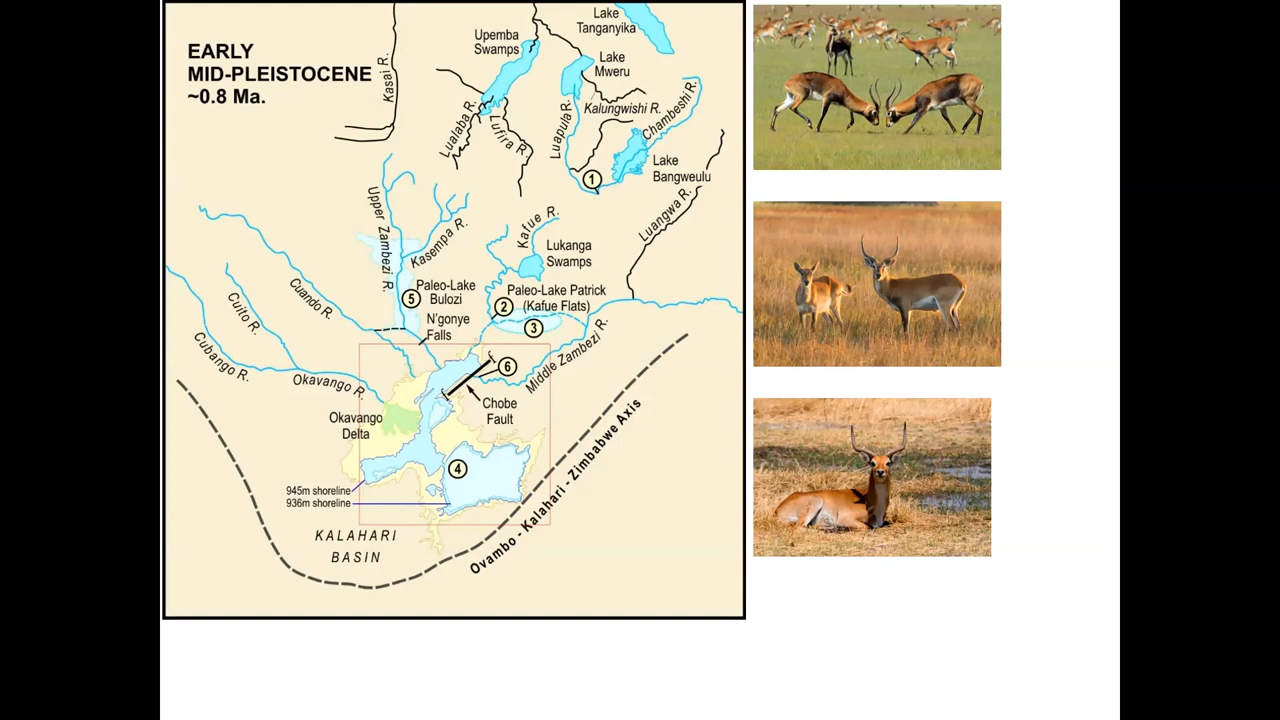 EARLY
MID-PLEISTOCENE
~0.8 Ma.
Kasai R.
Upemba
Swamps
Lake
Tanganyika
Lake
Mweru
Lualaba R.
Lufira R.
Luapula R.
Kalungwishi R.
Chambeshi R.
Lake
Bangweulu
1
Luangwa R.
Upper Zambezi R.
Kasempa R.
Kafue R.
Lukanga
Swamps
Cuando R.
Cuito R.
Cubango R.
Okavango R.
5
Paleo-Lake
Bulozi
N'gonye
Falls
2
Paleo-Lake Patrick
(Kafue Flats)
3
Middle Zambezi R.
f
f
6
Chobe
Fault
Okavango
Delta
4
945m shoreline
936m shoreline
KALAHARI
BASIN
Ovambo - Kalahari - Zimbabwe Axis